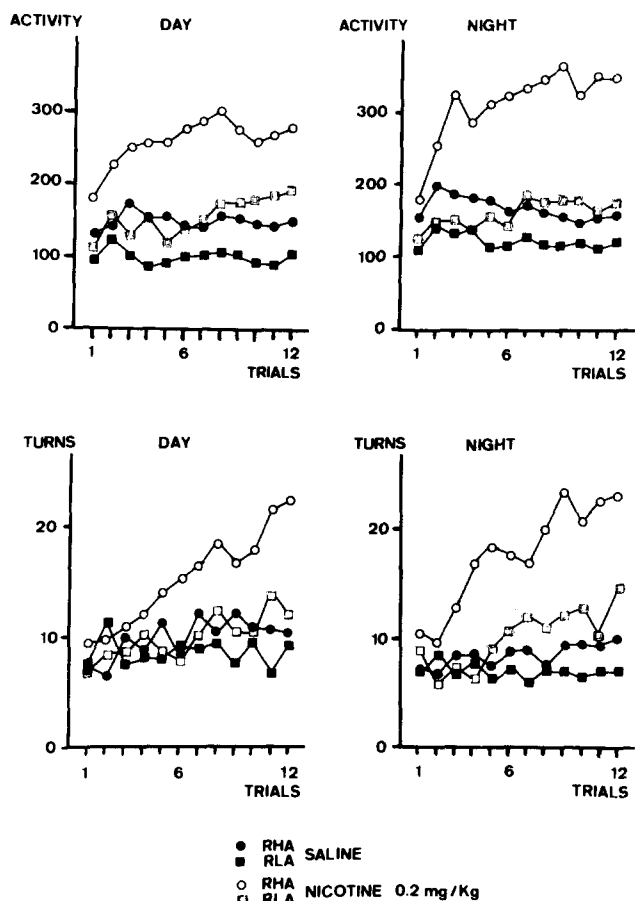 ACTIVITY DAY
300
200
100
0
1 6 12
TRIALS
ACTIVITY NIGHT
300
200
100
0
1 6 12
TRIALS
TURNS DAY
20
10
0
1 6 12
TRIALS
TURNS NIGHT
20
10
0
1 6 12
TRIALS
RHA
RLA SALINE
RHA
RLA NICOTINE 0.2 mg/Kg